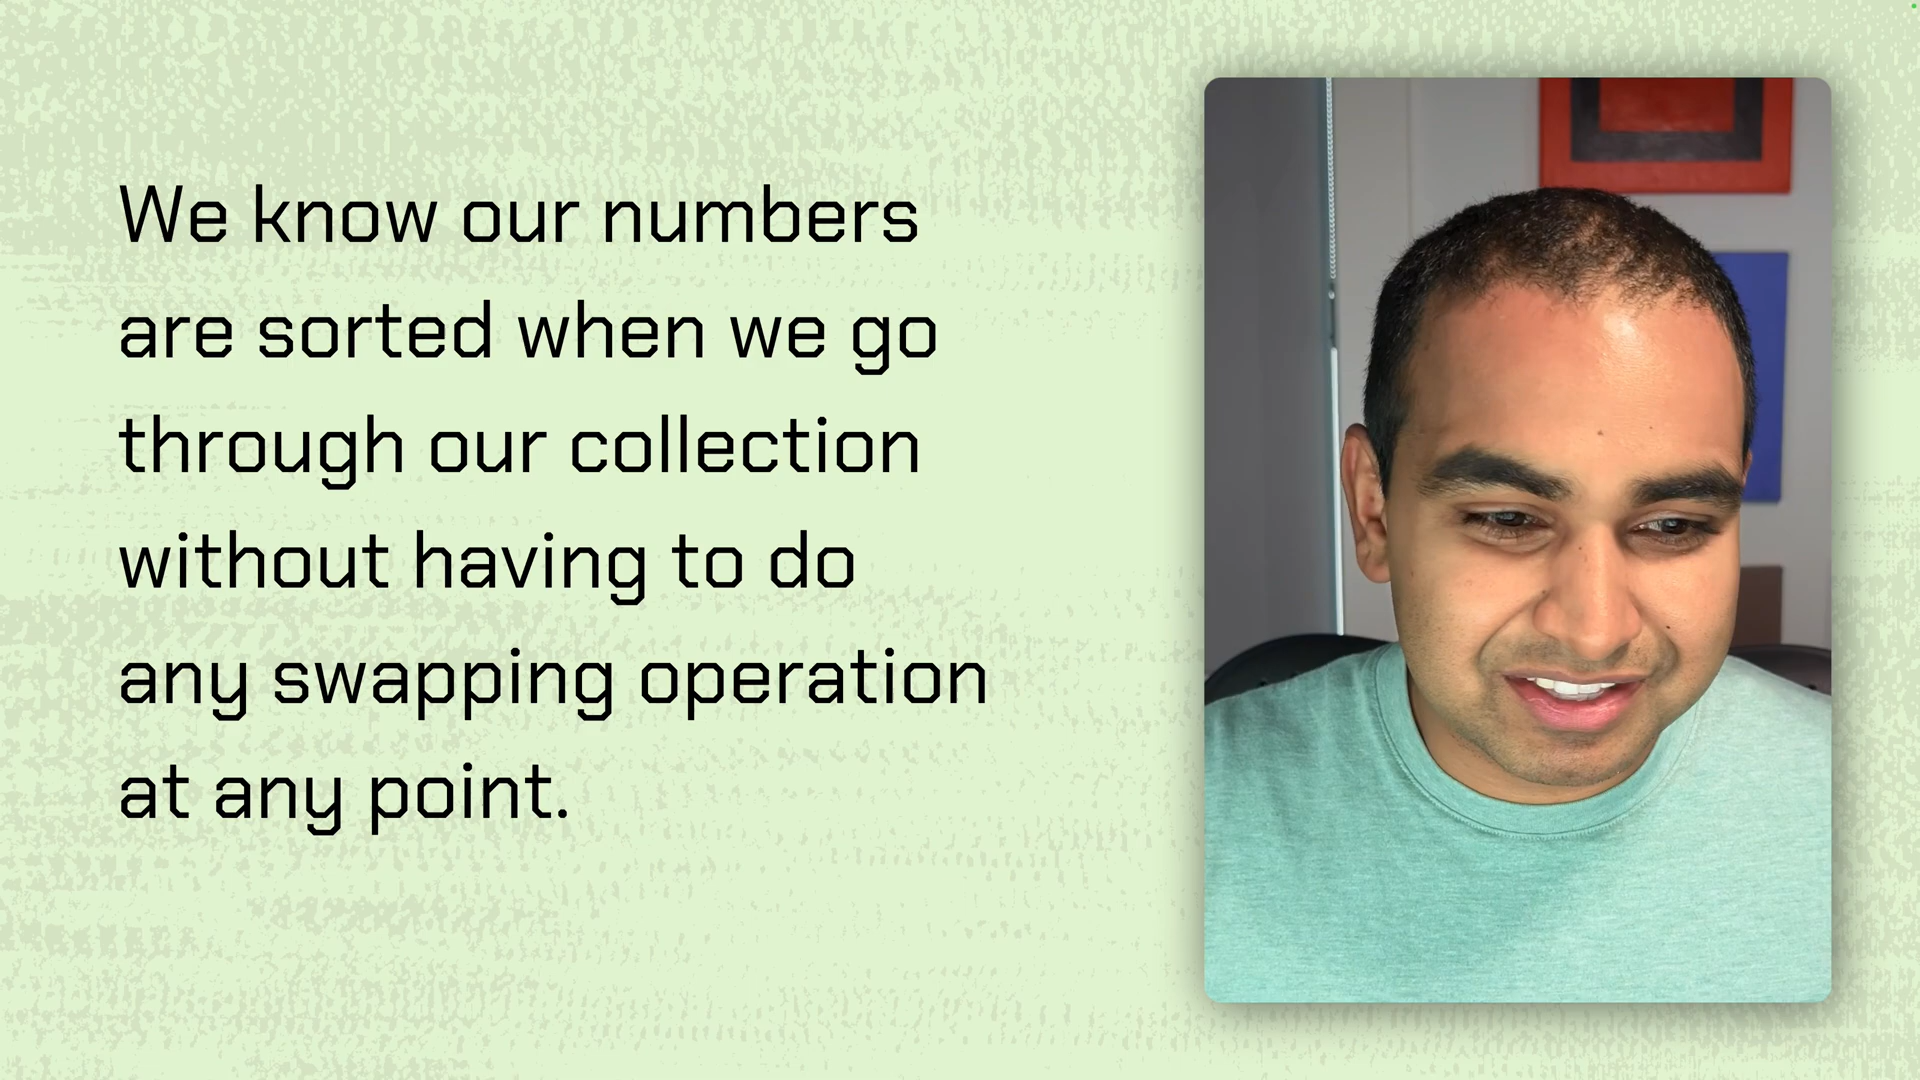 We know our numbers
are sorted when we go
through our collection
without having to do
any swapping operation
at any point.